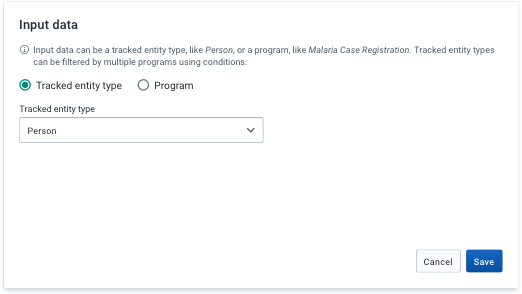 Input data
Input data can be a tracked entity type, like Person, or a program, like Malaria Case Registration. Tracked entity types
can be filtered by multiple programs using conditions.
Tracked entity type Program
Tracked entity type
Person
Cancel Save